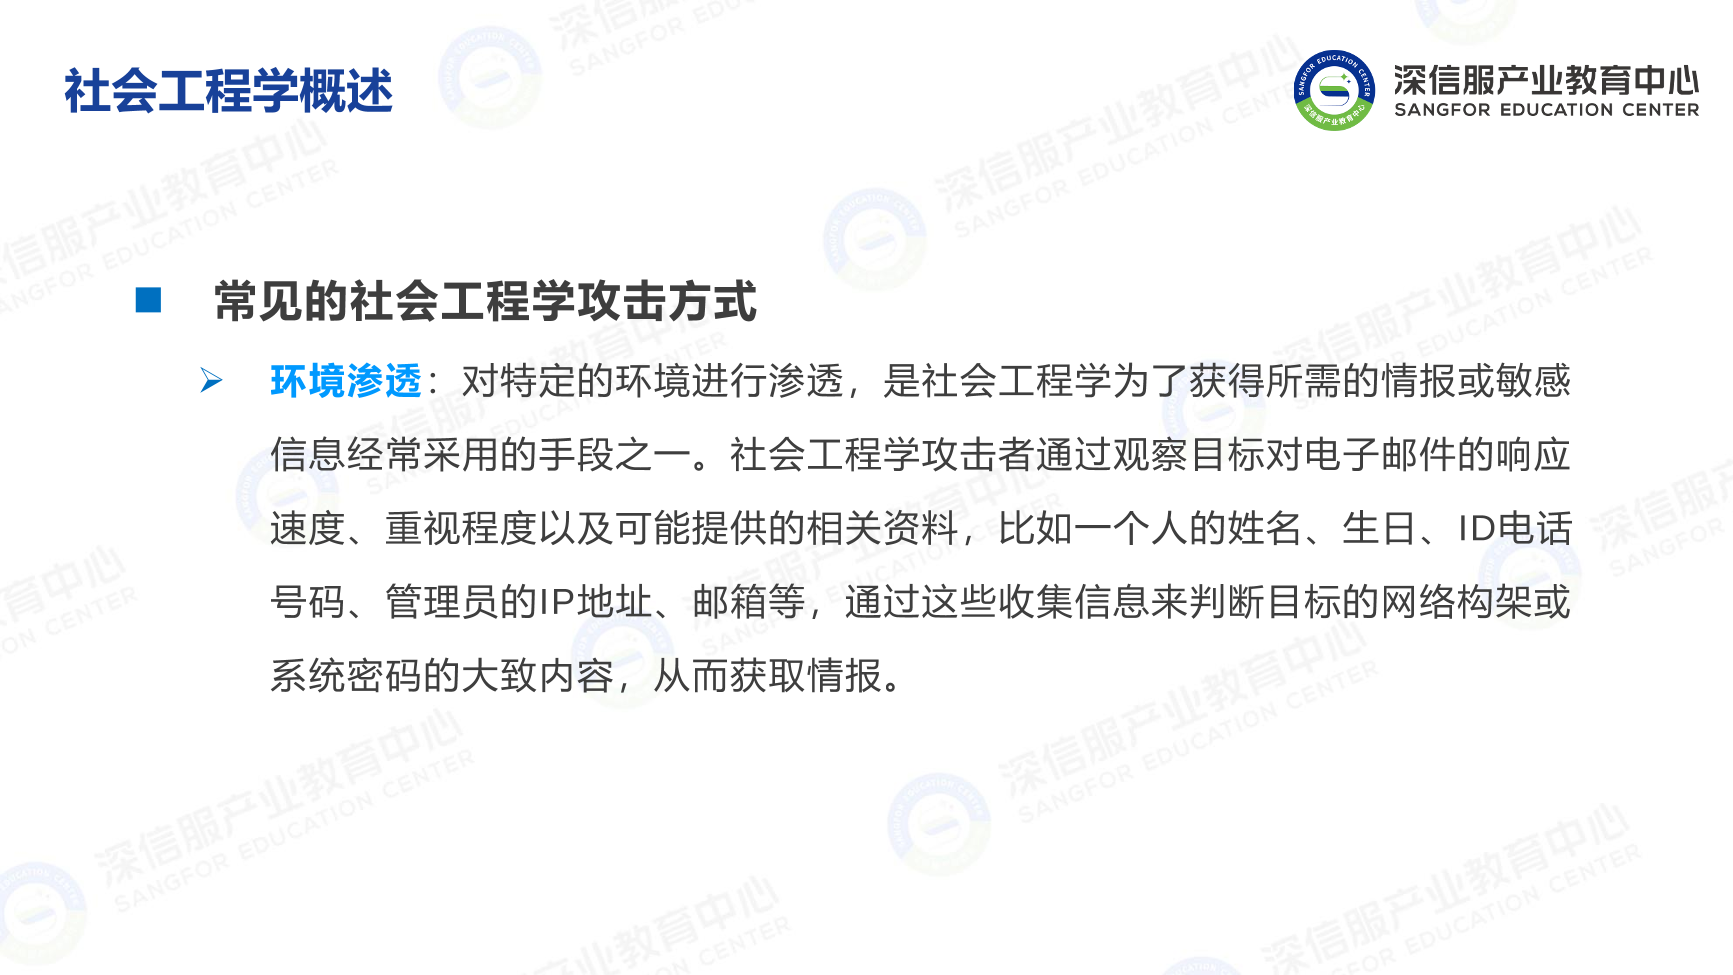 社会工程学概述
深信服产业教育中心
SANGFOR EDUCATION CENTER
常见的社会工程学攻击方式
环境渗透：对特定的环境进行渗透，是社会工程学为了获得所需的情报或敏感
信息经常采用的手段之一。社会工程学攻击者通过观察目标对电子邮件的响应
速度、重视程度以及可能提供的相关资料，比如一个人的姓名、生日、ID电话
号码、管理员的IP地址、邮箱等，通过这些收集信息来判断目标的网络构架或
系统密码的大致内容，从而获取情报。